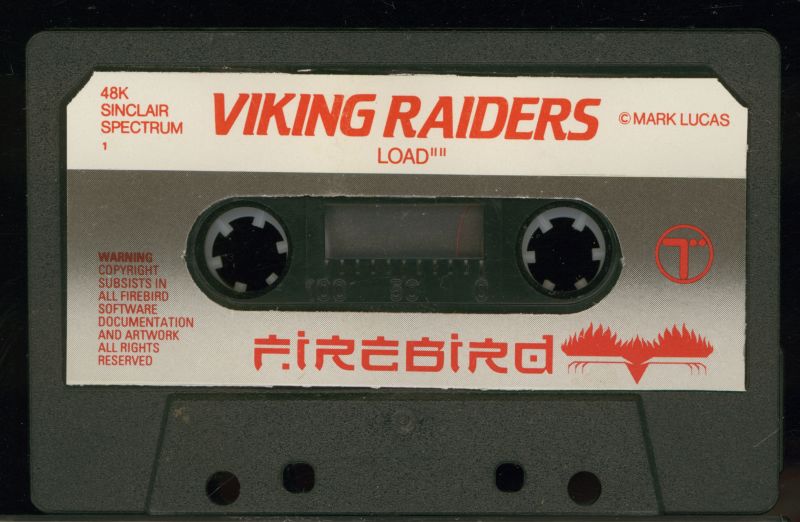 48K
SINCLAIR
SPECTRUM
1
VIKING RAIDERS
LOAD""
© MARK LUCAS
WARNING
COPYRIGHT
SUBSISTS IN
ALL FIREBIRD
SOFTWARE
DOCUMENTATION
AND ARTWORK
ALL RIGHTS
RESERVED
FIREBIRD
T